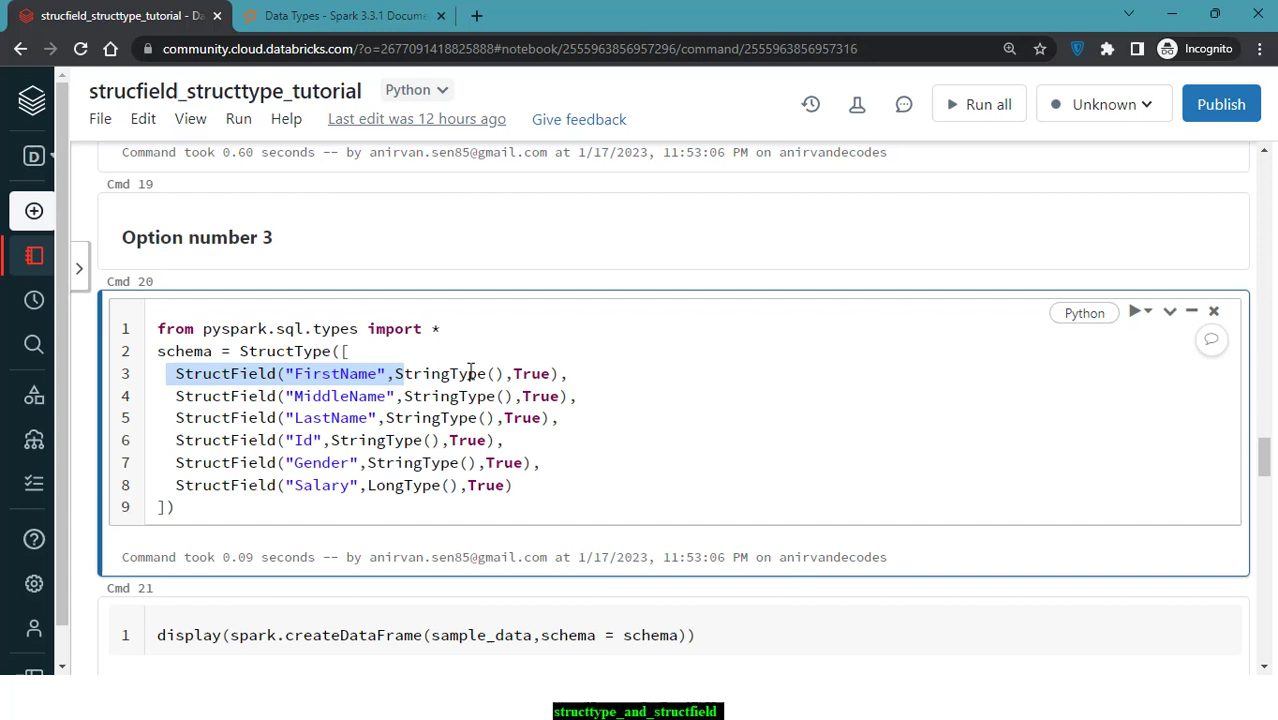 strucfield_structtype_tutorial - Da
Data Types - Spark 3.3.1 Docume
community.cloud.databricks.com/?o=2677091418825888#notebook/2555963856957296/command/2555963856957316
Incognito
strucfield_structtype_tutorial
Python
File Edit View Run Help Last edit was 12 hours ago Give feedback
Run all
Unknown
Publish
D
Command took 0.60 seconds -- by anirvan.sen85@gmail.com at 1/17/2023, 11:53:06 PM on anirvandecodes
Cmd 19
Option number 3
Cmd 20
Python
1 from pyspark.sql.types import *
2 schema = StructType([
3 StructField("FirstName",StringType(),True),
4 StructField("MiddleName",StringType(),True),
5 StructField("LastName",StringType(),True),
6 StructField("Id",StringType(),True),
7 StructField("Gender",StringType(),True),
8 StructField("Salary",LongType(),True)
9 ])
Command took 0.09 seconds -- by anirvan.sen85@gmail.com at 1/17/2023, 11:53:06 PM on anirvandecodes
Cmd 21
1 display(spark.createDataFrame(sample_data,schema = schema))
structtype_and_structfield